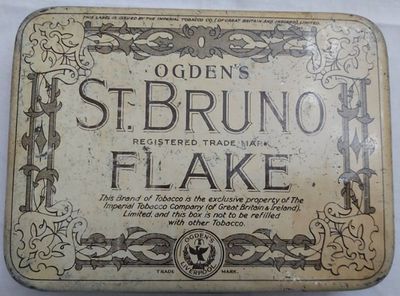 THIS LABEL IS ISSUED BY THE IMPERIAL TOBACCO CO. (OF GREAT BRITAIN AND IRELAND), LIMITED.
OGDEN'S
ST. BRUNO
REGISTERED TRADE MARK
FLAKE
This Brand of Tobacco is the exclusive property of The
Imperial Tobacco Company (of Great Britain & Ireland),
Limited, and this box is not to be refilled
with other Tobacco.
OGDEN'S
LIVERPOOL
TRADE MARK.